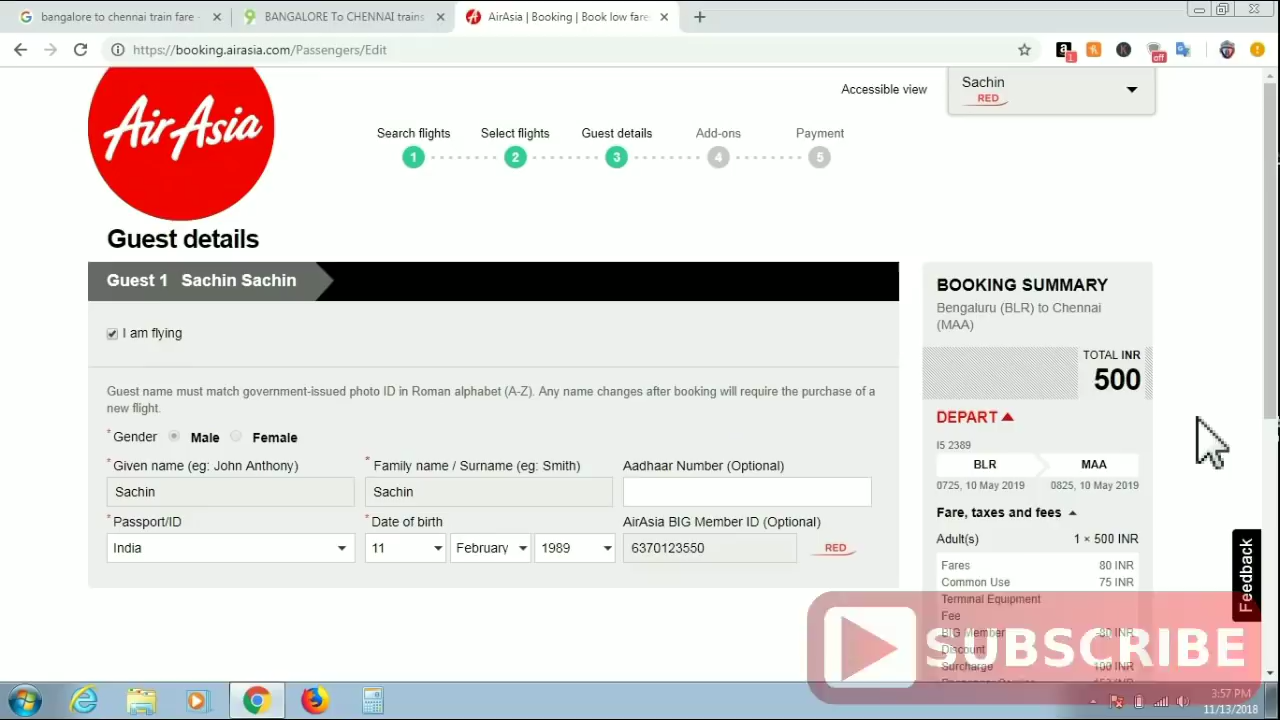 bangalore to chennai train fare -
BANGALORE To CHENNAI trains
AirAsia | Booking | Book low fare
https://booking.airasia.com/Passengers/Edit
a
1
K
off
AirAsia
Accessible view
Sachin
RED
Search flights
Select flights
Guest details
Add-ons
Payment
1
2
3
4
5
Guest details
Guest 1 Sachin Sachin
I am flying
Guest name must match government-issued photo ID in Roman alphabet (A-Z). Any name changes after booking will require the purchase of a
new flight.
*Gender Male Female
*Given name (eg: John Anthony)
*Family name / Surname (eg: Smith)
Aadhaar Number (Optional)
Sachin
Sachin
*Passport/ID
*Date of birth
AirAsia BIG Member ID (Optional)
India
11
February
1989
6370123550
RED
BOOKING SUMMARY
Bengaluru (BLR) to Chennai
(MAA)
TOTAL INR
500
DEPART
I5 2389
BLR
MAA
0725, 10 May 2019
0825, 10 May 2019
Fare, taxes and fees
Adult(s) 1 × 500 INR
Fares 80 INR
Common Use 75 INR
Terminal Equipment
Fee
BIG Member -80 INR
Discount
Surcharge 100 INR
Feedback
SUBSCRIBE
3:57 PM
11/13/2018